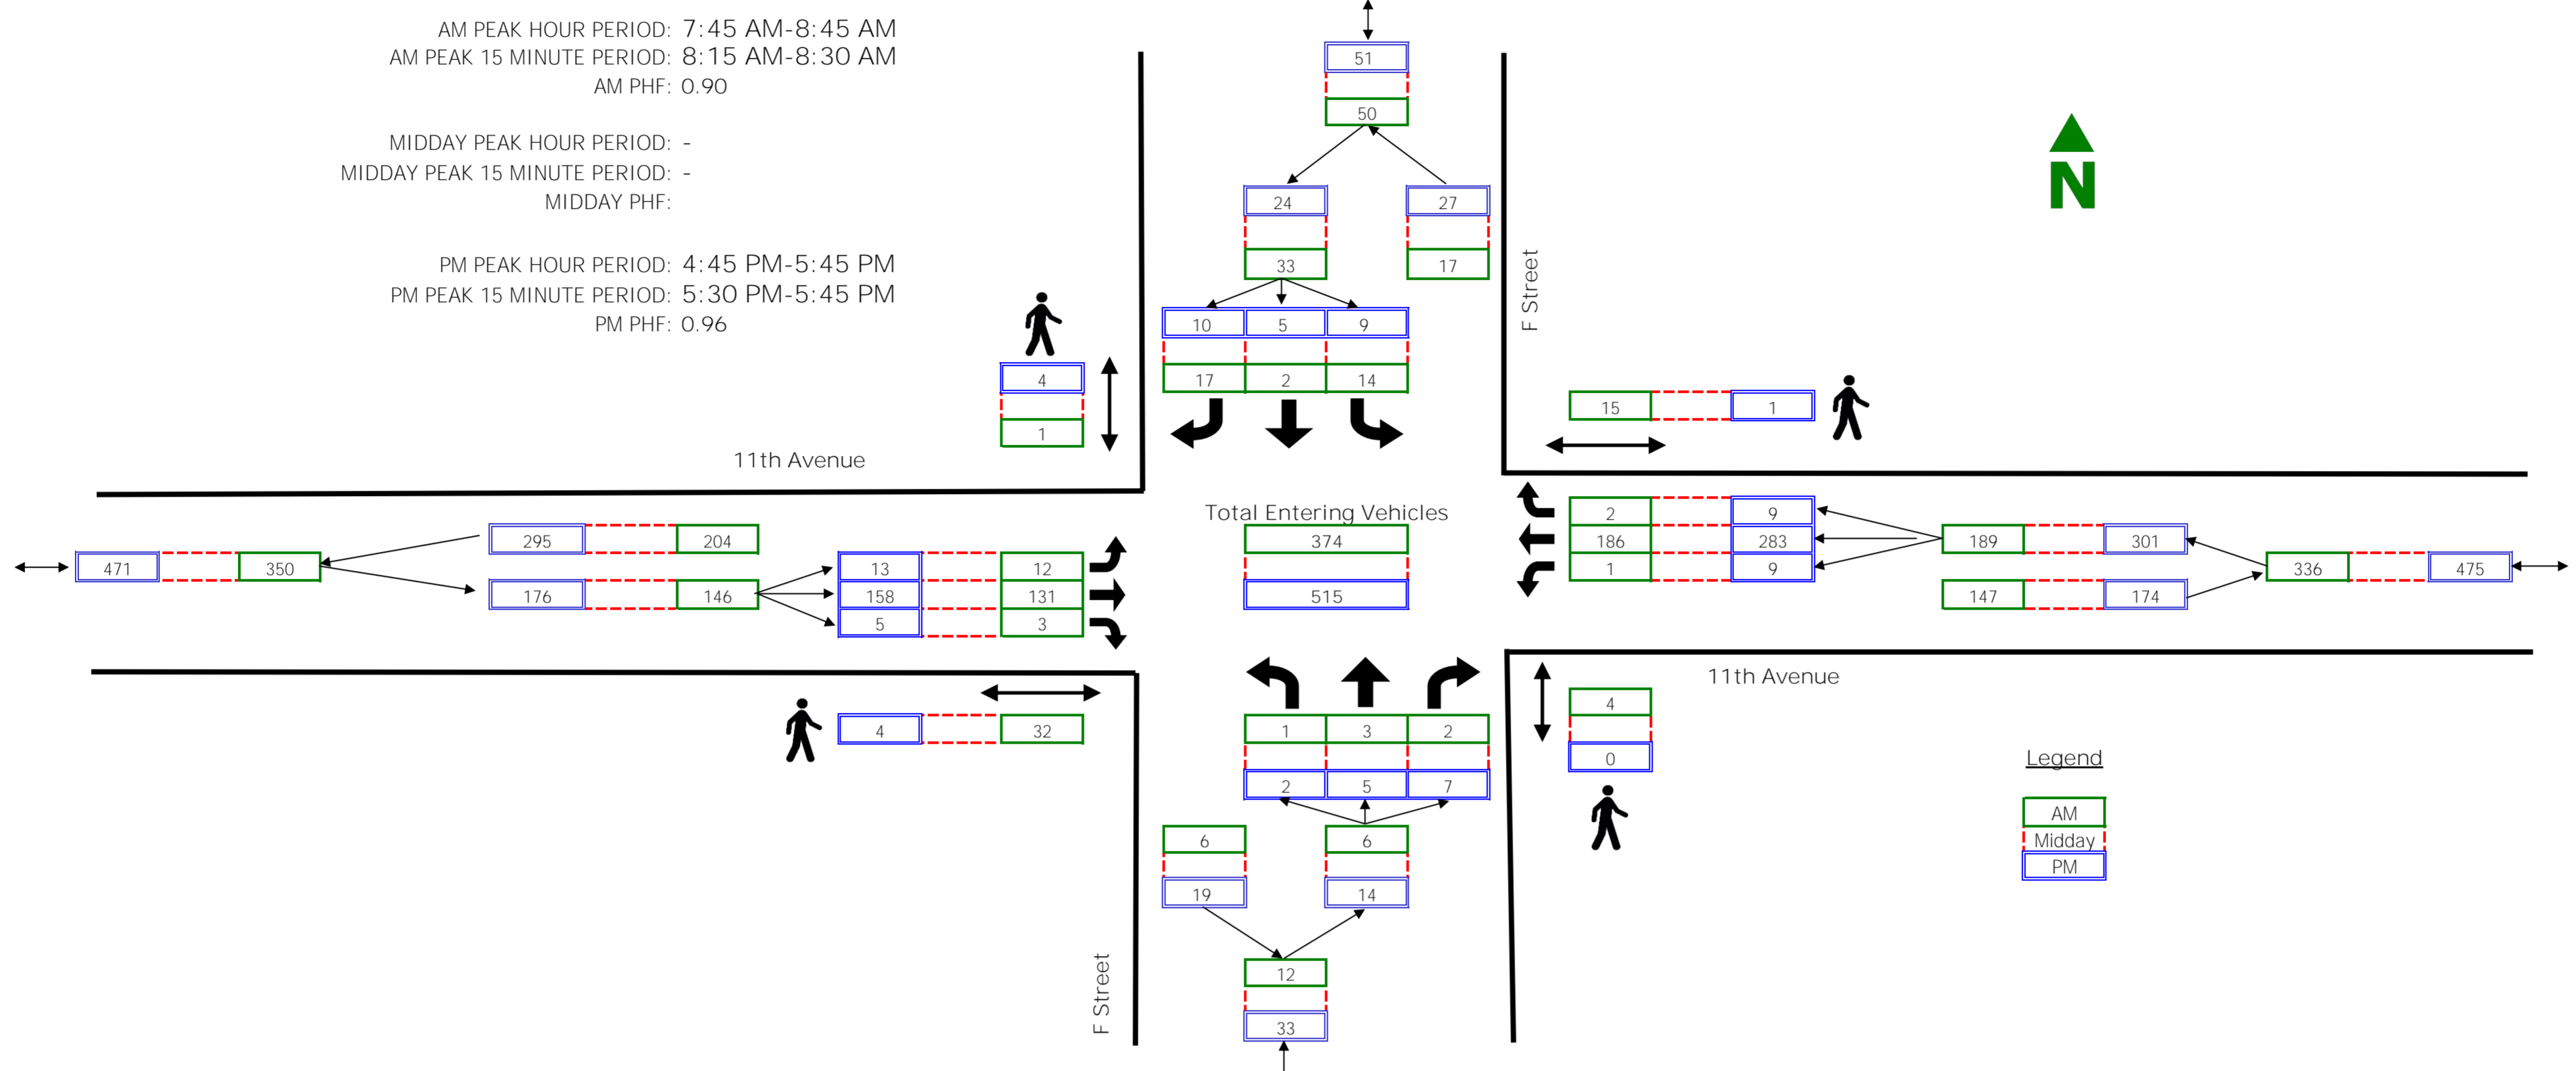 AM PEAK HOUR PERIOD: 7:45 AM-8:45 AM
AM PEAK 15 MINUTE PERIOD: 8:15 AM-8:30 AM
AM PHF: 0.90
MIDDAY PEAK HOUR PERIOD: -
MIDDAY PEAK 15 MINUTE PERIOD: -
MIDDAY PHF:
PM PEAK HOUR PERIOD: 4:45 PM-5:45 PM
PM PEAK 15 MINUTE PERIOD: 5:30 PM-5:45 PM
PM PHF: 0.96
51
50
24 27
33 17
10 5 9
17 2 14
F Street
N
4
1
15 1
11th Avenue
Total Entering Vehicles
374
515
295 204
471 350
176 146
13 12
158 131
5 3
2 9
186 283
1 9
189 301
336 475
147 174
11th Avenue
4 32
1 3 2
2 5 7
6 6
19 14
12
33
F Street
4
0
Legend
AM
Midday
PM